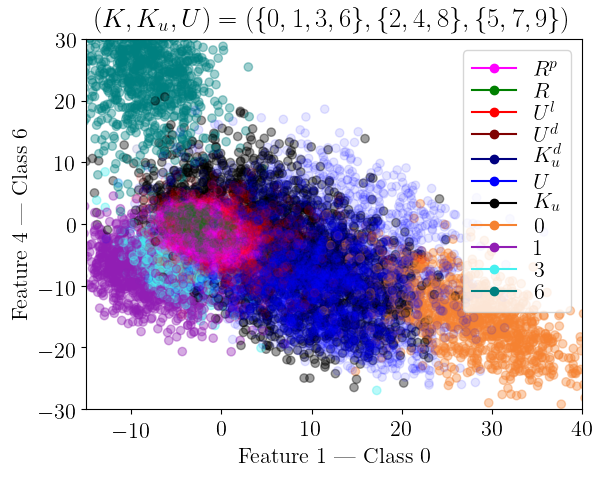 (K, K_u, U) = ({0, 1, 3, 6}, {2, 4, 8}, {5, 7, 9})
30
20
10
0
−10
−20
−30
Feature 4 — Class 6
−10 0 10 20 30 40
Feature 1 — Class 0
R^p
R
U^l
U^d
K_u^d
U
K_u
0
1
3
6